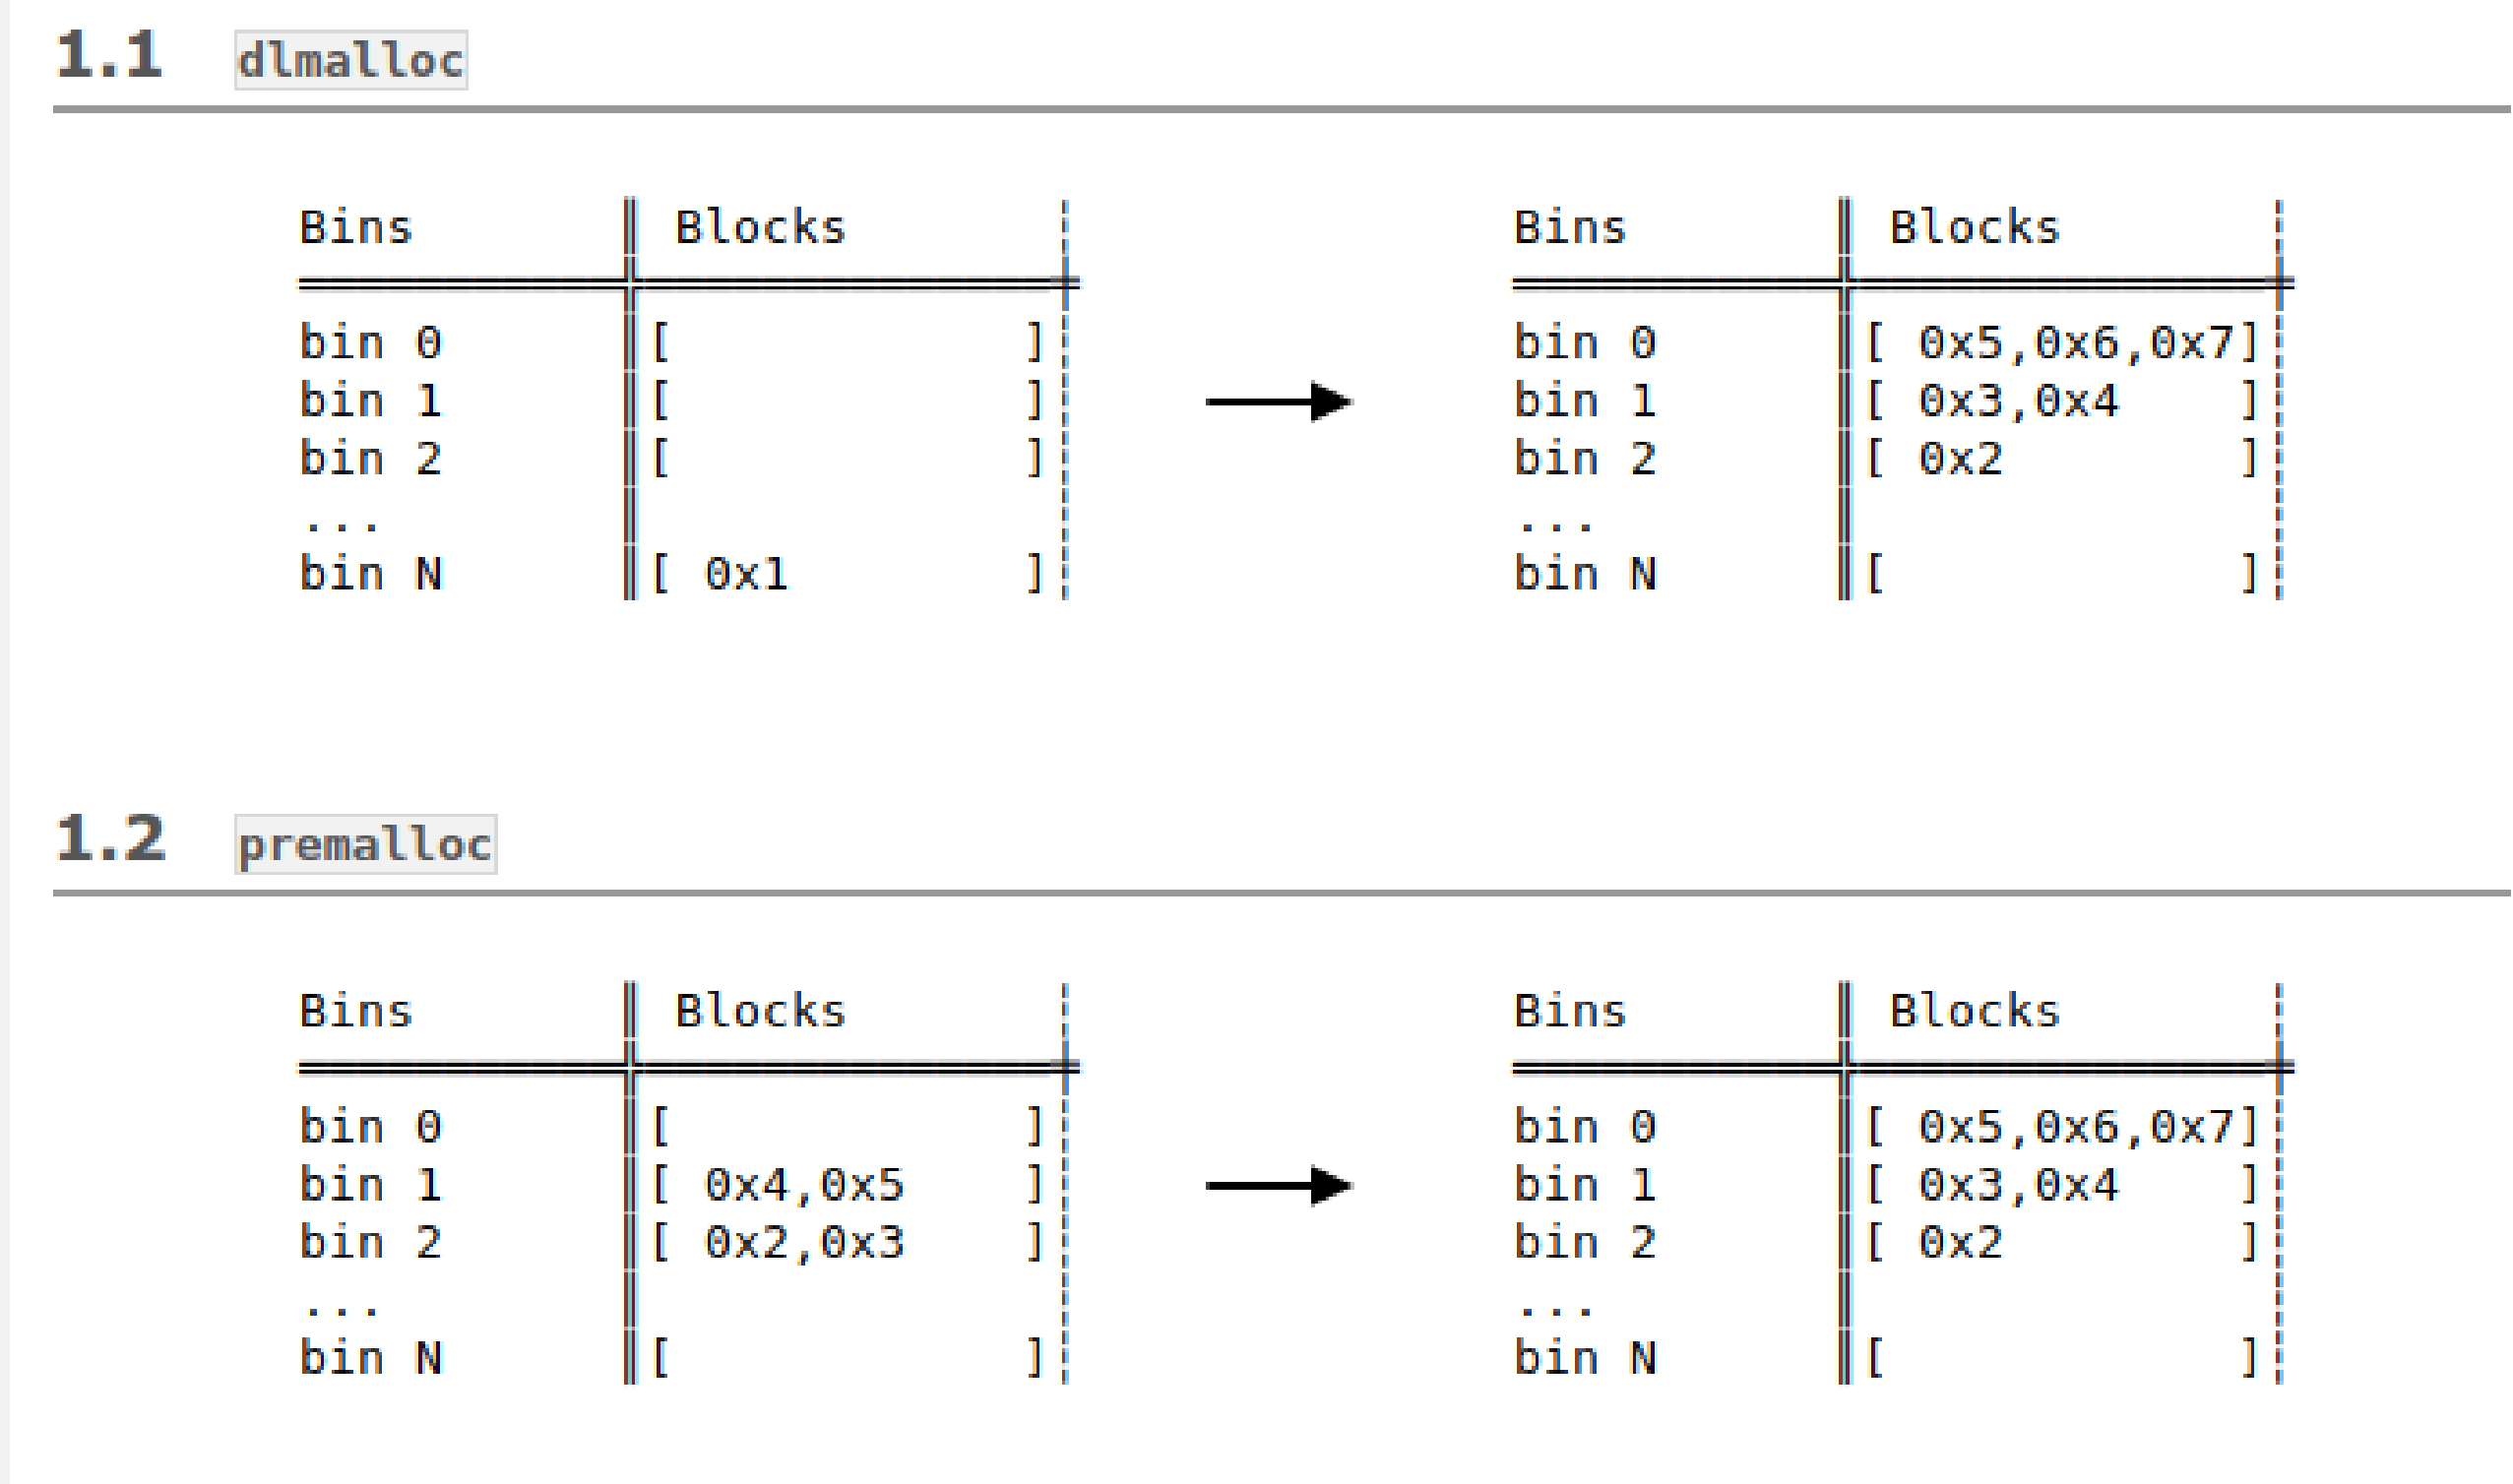 1.1 dlmalloc
Bins Blocks Bins Blocks
bin 0 [ ] bin 0 [ 0x5,0x6,0x7]
bin 1 [ ] bin 1 [ 0x3,0x4 ]
bin 2 [ ] bin 2 [ 0x2 ]
... ...
bin N [ 0x1 ] bin N [ ]
1.2 premalloc
Bins Blocks Bins Blocks
bin 0 [ ] bin 0 [ 0x5,0x6,0x7]
bin 1 [ 0x4,0x5 ] bin 1 [ 0x3,0x4 ]
bin 2 [ 0x2,0x3 ] bin 2 [ 0x2 ]
... ...
bin N [ ] bin N [ ]